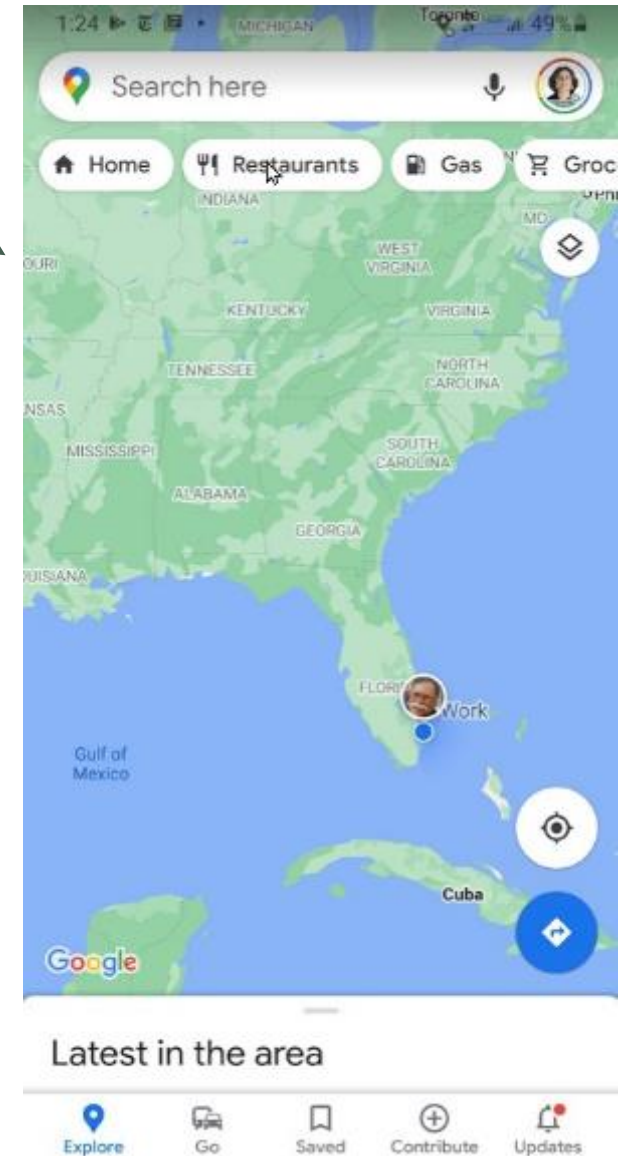 1:24
MICHIGAN
Toronto
49%
Search here
Home
Restaurants
Gas
Groc
INDIANA
MD
WEST
VIRGINIA
OURI
KENTUCKY
VIRGINIA
TENNESSEE
NORTH
CAROLINA
NSAS
MISSISSIPPI
SOUTH
CAROLINA
ALABAMA
GEORGIA
OUISIANA
FLORI
Work
Gulf of
Mexico
Cuba
Google
Latest in the area
Explore
Go
Saved
Contribute
Updates